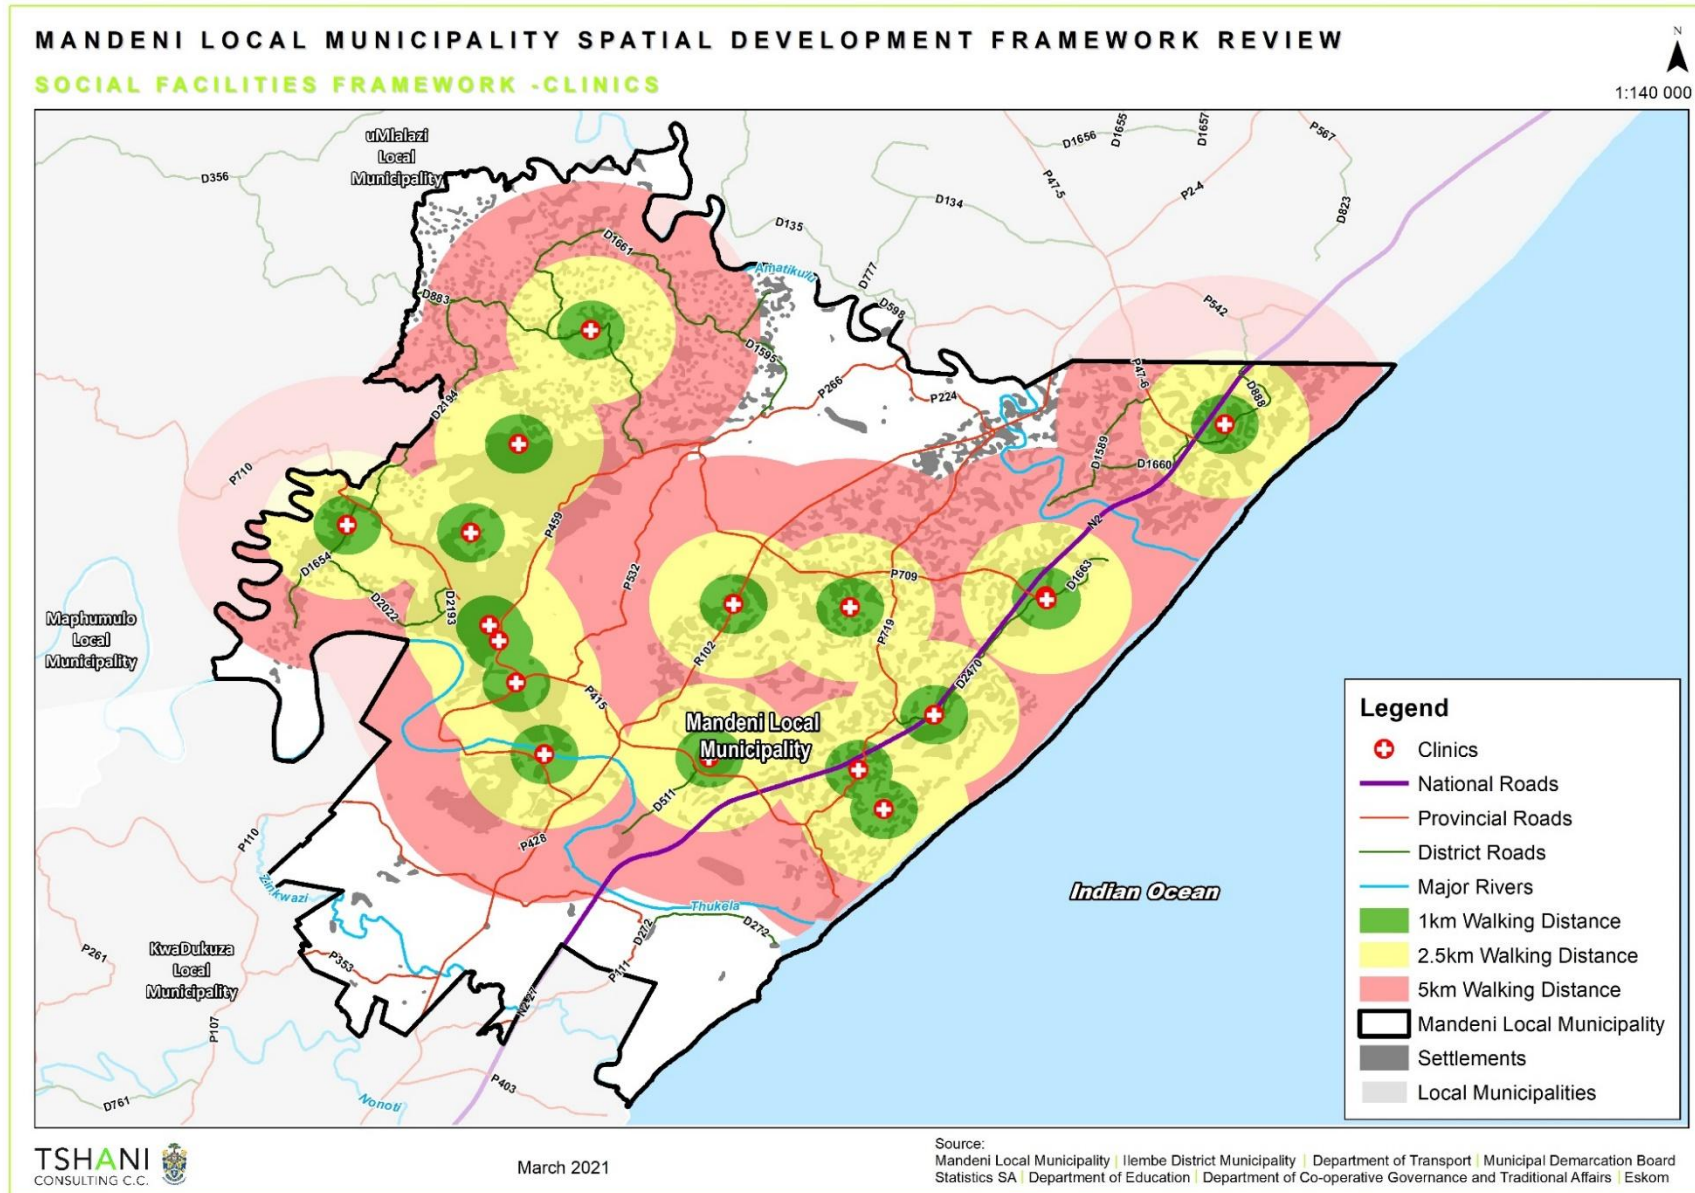 MANDENI LOCAL MUNICIPALITY SPATIAL DEVELOPMENT FRAMEWORK REVIEW
SOCIAL FACILITIES FRAMEWORK -CLINICS
N
1:140 000
uMlalazi
Local
Municipality
D356
D1656
D1655
D1657
P567
P47-5
P2-4
D823
D134
D135
D777
Amatikulu
D598
D1661
D883
D1595
P542
P47-6
D888
P266
P224
D2194
P710
D1589
D1660
P459
N2
D1654
P532
D2022
D2193
P709
D1663
Maphumulo
Local
Municipality
R102
P719
D2470
P415
Mandeni Local
Municipality
D511
P428
P110
Zinkwazi
Thukela
D272
D272
Indian Ocean
P261
KwaDukuza
Local
Municipality
P353
P111
N2-27
P107
P403
D761
Nonoti
Legend
Clinics
National Roads
Provincial Roads
District Roads
Major Rivers
1km Walking Distance
2.5km Walking Distance
5km Walking Distance
Mandeni Local Municipality
Settlements
Local Municipalities
TSHANI
CONSULTING C.C.
March 2021
Source:
Mandeni Local Municipality | Ilembe District Municipality | Department of Transport | Municipal Demarcation Board
Statistics SA | Department of Education | Department of Co-operative Governance and Traditional Affairs | Eskom